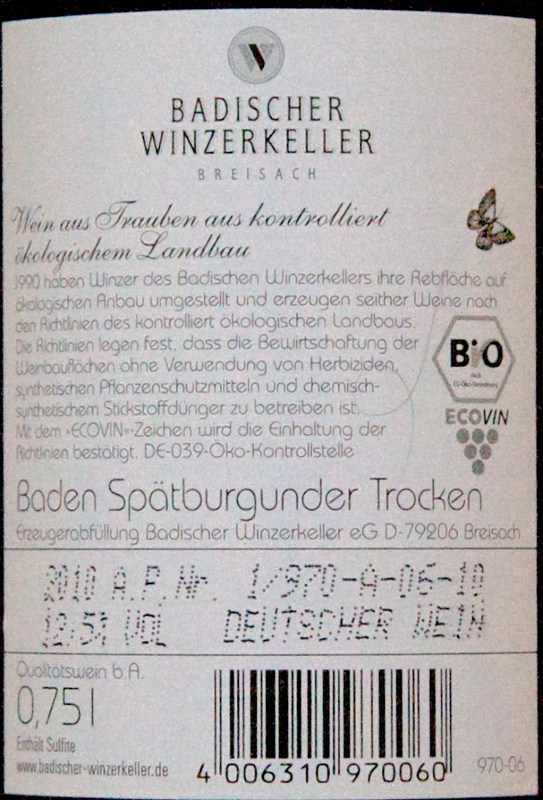 BADISCHER
WINZERKELLER
BREISACH
Wein aus Trauben aus kontrolliert
ökologischem Landbau
1990 haben Winzer des Badischen Winzerkellers ihre Rebfläche auf
ökologischen Anbau umgestellt und erzeugen seither Weine nach
den Richtlinien des kontrolliert ökologischen Landbaus.
Die Richtlinien legen fest, dass die Bewirtschaftung der
Weinbauflächen ohne Verwendung von Herbiziden,
synthetischen Pflanzenschutzmitteln und chemisch-
synthetischem Stickstoffdünger zu betreiben ist.
Mit dem »ECOVIN«-Zeichen wird die Einhaltung der
Richtlinien bestätigt. DE-039-Öko-Kontrollstelle
BiO
nach
EG-Öko-Verordnung
ECOVIN
Baden Spätburgunder Trocken
Erzeugerabfüllung Badischer Winzerkeller eG D-79206 Breisach
2010 A.P.Nr. 1/970-A-06-10
VOL DEUTSCHER WEIN
Qualitätswein b.A.
0,75 l
Enthält Sulfite
www.badischer-winzerkeller.de
4 006310 970060
970-06